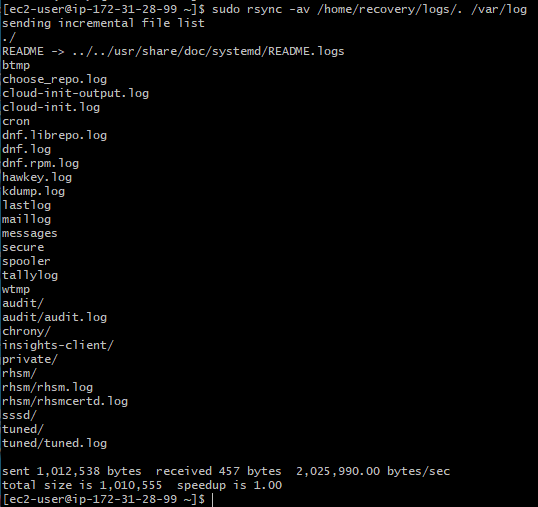 [ec2-user@ip-172-31-28-99 ~]$ sudo rsync -av /home/recovery/logs/. /var/log
sending incremental file list
./
README -> ../../usr/share/doc/systemd/README.logs
btmp
choose_repo.log
cloud-init-output.log
cloud-init.log
cron
dnf.librepo.log
dnf.log
dnf.rpm.log
hawkey.log
kdump.log
lastlog
maillog
messages
secure
spooler
tallylog
wtmp
audit/
audit/audit.log
chrony/
insights-client/
private/
rhsm/
rhsm/rhsm.log
rhsm/rhsmcertd.log
sssd/
tuned/
tuned/tuned.log

sent 1,012,538 bytes  received 457 bytes  2,025,990.00 bytes/sec
total size is 1,010,555  speedup is 1.00
[ec2-user@ip-172-31-28-99 ~]$